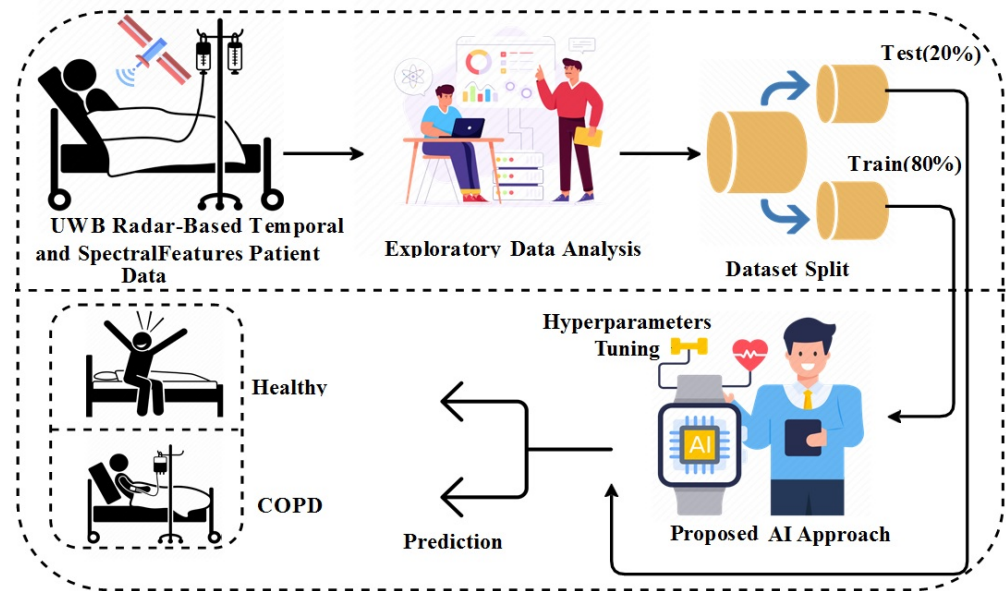 Test(20%)
Train(80%)
UWB Radar-Based Temporal
and SpectralFeatures Patient
Data
Exploratory Data Analysis
Dataset Split
Hyperparameters
Tuning
AI
Healthy
COPD
Prediction
Proposed AI Approach